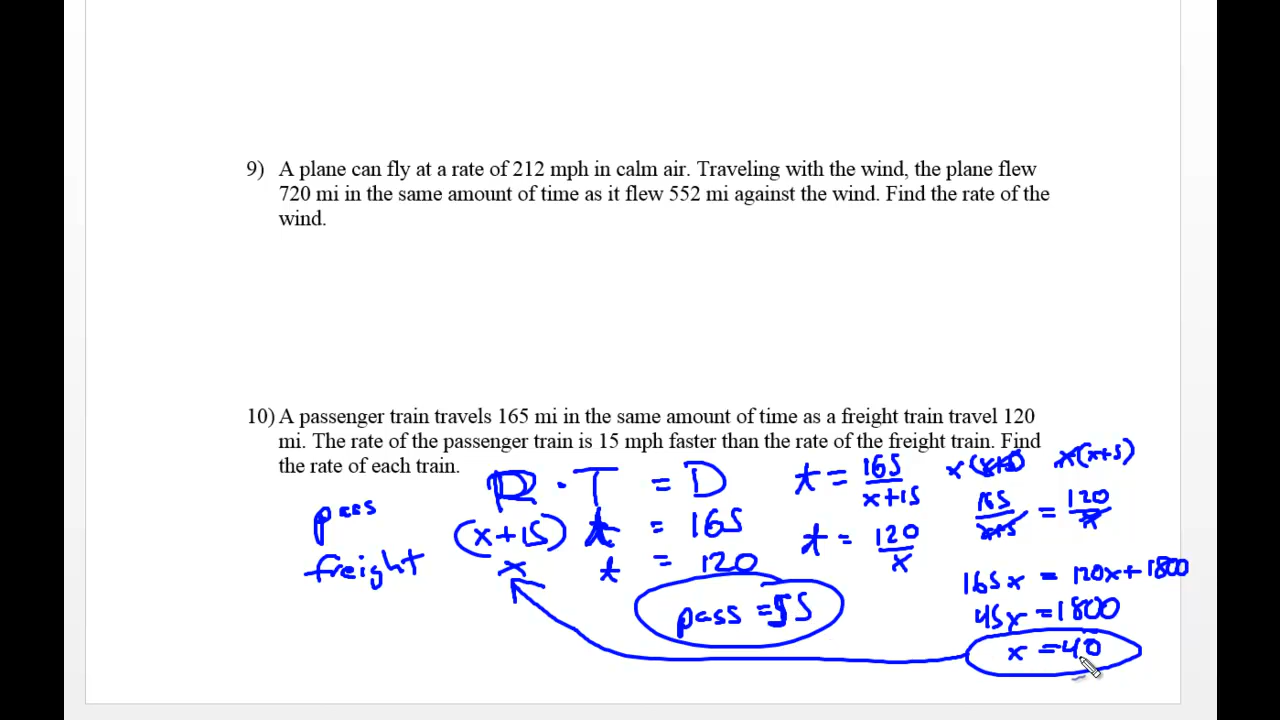 9) A plane can fly at a rate of 212 mph in calm air. Traveling with the wind, the plane flew
720 mi in the same amount of time as it flew 552 mi against the wind. Find the rate of the
wind.
10) A passenger train travels 165 mi in the same amount of time as a freight train travel 120
mi. The rate of the passenger train is 15 mph faster than the rate of the freight train. Find
the rate of each train.
R · T = D
pass (x+15) t = 165
freight x t = 120
pass = 55
t = 165/x+15
t = 120/x
x(x+5)
165/x+5 = 120/x
165x = 120x + 1800
45x = 1800
x = 40